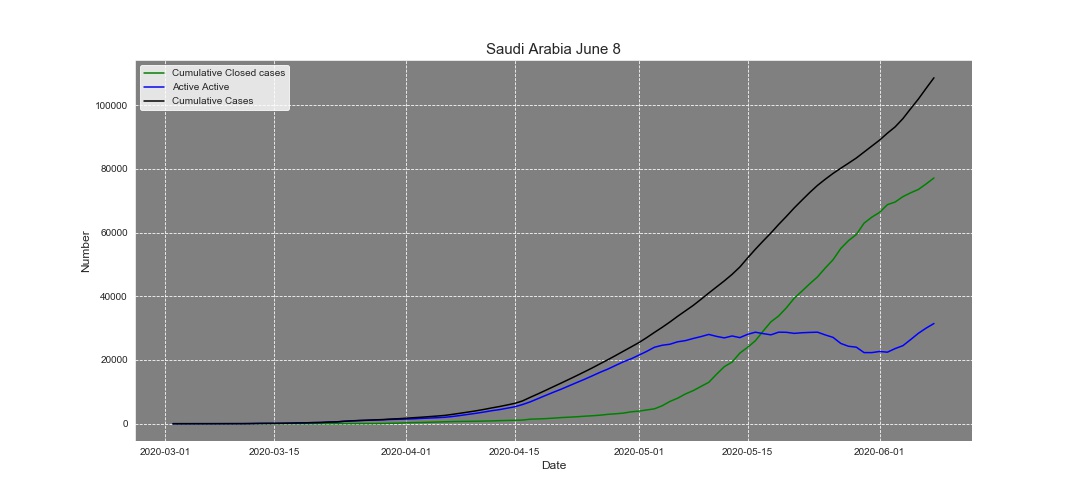 Saudi Arabia June 8
Cumulative Closed cases
Active Active
Cumulative Cases
100000
80000
60000
40000
20000
0
Number
2020-03-01 2020-03-15 2020-04-01 2020-04-15 2020-05-01 2020-05-15 2020-06-01
Date